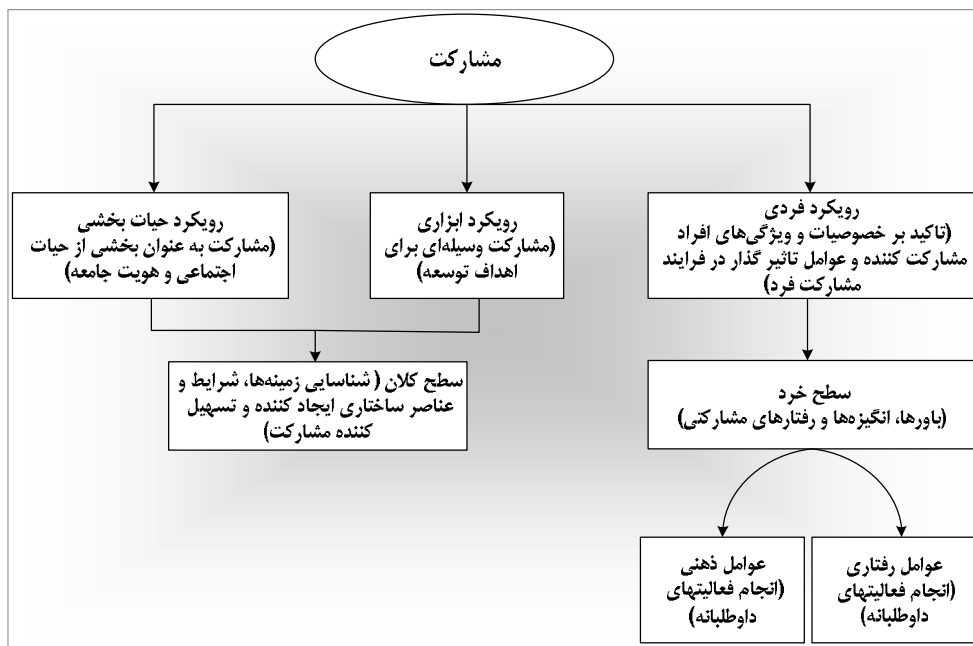 مشارکت
رویکرد فردی
(تاکید بر خصوصیات و ویژگی‌های افراد
مشارکت کننده و عوامل تاثیر گذار در فرایند
مشارکت فرد)
رویکرد ابزاری
(مشارکت وسیله‌ای برای
اهداف توسعه)
رویکرد حیات بخشی
(مشارکت به عنوان بخشی از حیات
اجتماعی و هویت جامعه)
سطح خرد
(باورها، انگیزه‌ها و رفتارهای مشارکتی)
سطح کلان ( شناسایی زمینه‌ها، شرایط و
عناصر ساختاری ایجاد کننده و تسهیل
کننده مشارکت)
عوامل رفتاری
(انجام فعالیتهای
داوطلبانه)
عوامل ذهنی
(انجام فعالیتهای
داوطلبانه)